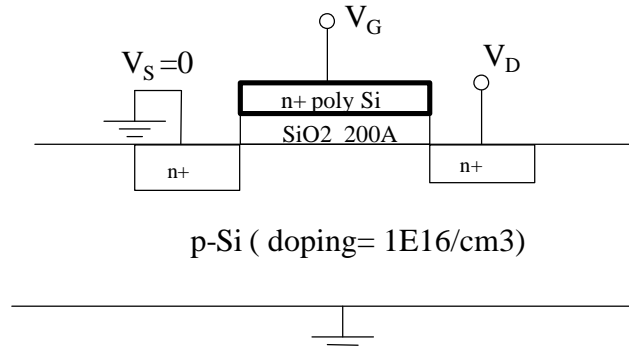 V_G
V_S =0
V_D
n+ poly Si
SiO2 200A
n+
n+
p-Si ( doping= 1E16/cm3)